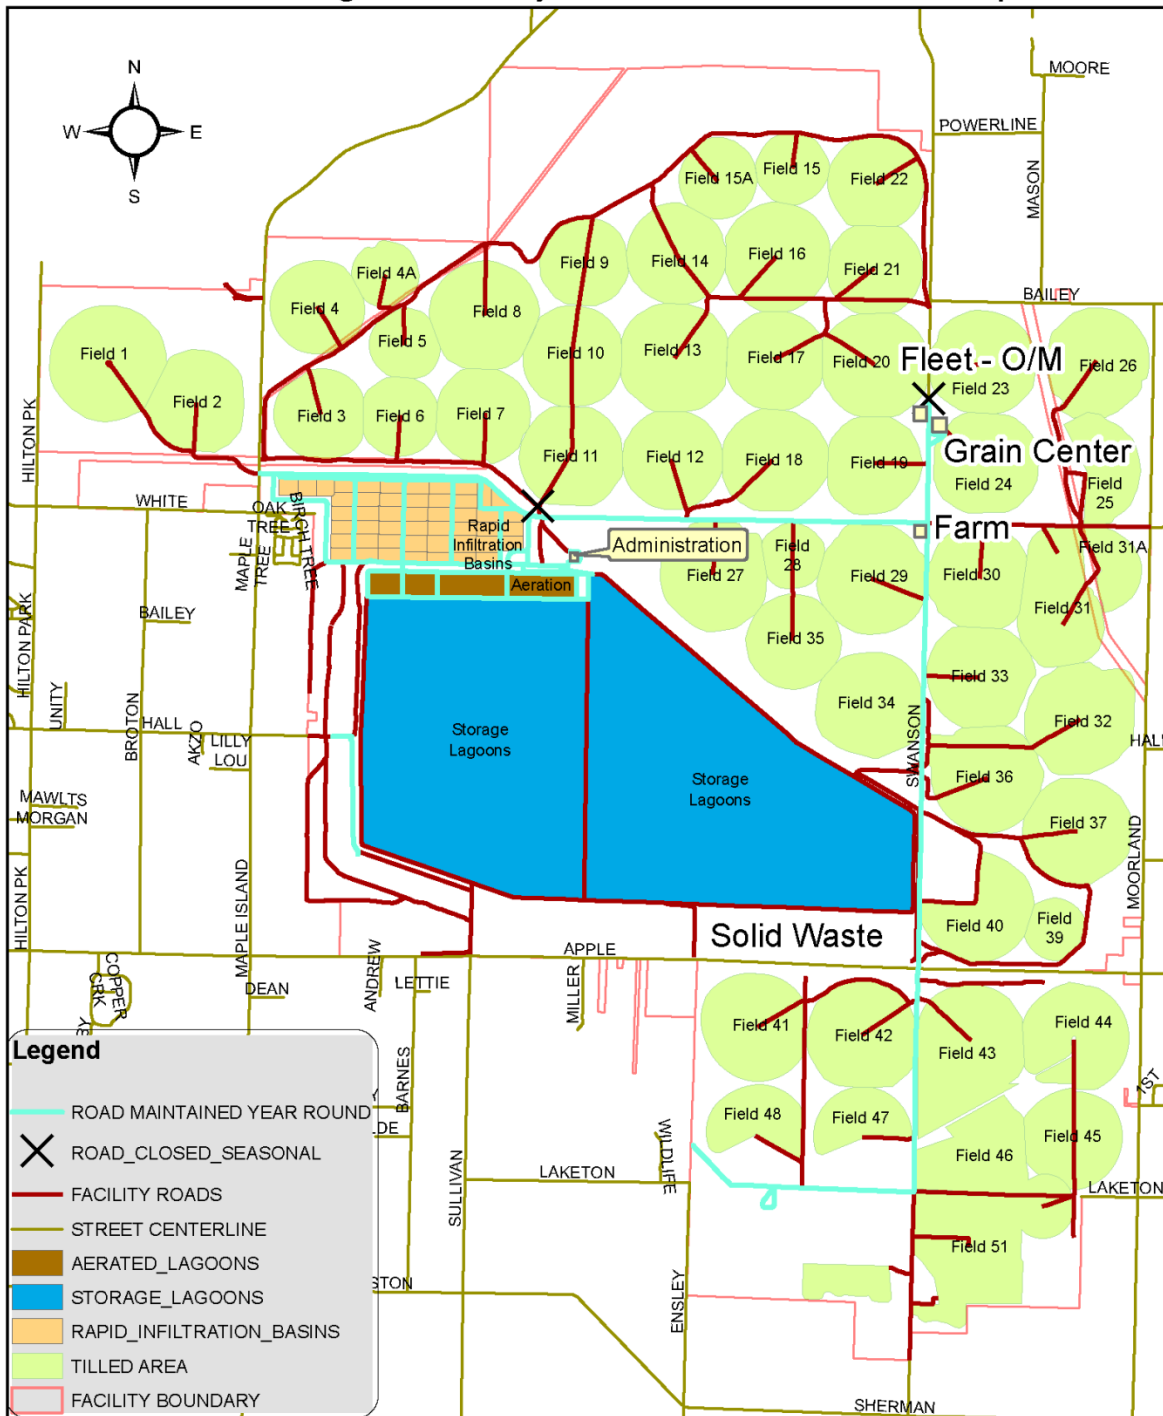 N
W E
S
MOORE
POWERLINE
MASON
Field 15A
Field 15
Field 22
Field 9
Field 14
Field 16
Field 21
Field 4A
Field 4
Field 8
Field 5
BAILEY
Field 1
Field 2
Field 10
Field 13
Field 17
Field 20
Fleet - O/M
Field 23
Field 26
HILTON PK
Field 3
Field 6
Field 7
Field 11
Field 12
Field 18
Field 19
Grain Center
Field 24
Field
25
WHITE
OAK
TREE
MAPLE
TREE
BIRCHTREE
Rapid
Infiltration
Basins
Administration
Farm
Field 27
Field
28
Field 29
Field 30
Field 31A
Field 31
Aeration
HILTON PARK
BAILEY
UNITY
BROTON
HALL
AKZO
LILLY
LOU
Field 35
Field 34
Field 33
Field 32
SWANSON
HALL
Storage
Lagoons
Storage
Lagoons
Field 36
Field 37
MAWLTS
MORGAN
HILTON PK
MAPLE ISLAND
MOORLAND
Field 40
Field
39
Solid Waste
APPLE
ANDREW
LETTIE
DEAN
MILLER
COPPER
CRK
Field 41
Field 42
Field 43
Field 44
Field 48
Field 47
Field 46
Field 45
1ST
BARNES
SULLIVAN
WILDLIFE
LAKETON
LAKETON
ENSLEY
Field 51
SHERMAN
LDE
STON
Legend
ROAD MAINTAINED YEAR ROUND
ROAD_CLOSED_SEASONAL
FACILITY ROADS
STREET CENTERLINE
AERATED_LAGOONS
STORAGE_LAGOONS
RAPID_INFILTRATION_BASINS
TILLED AREA
FACILITY BOUNDARY